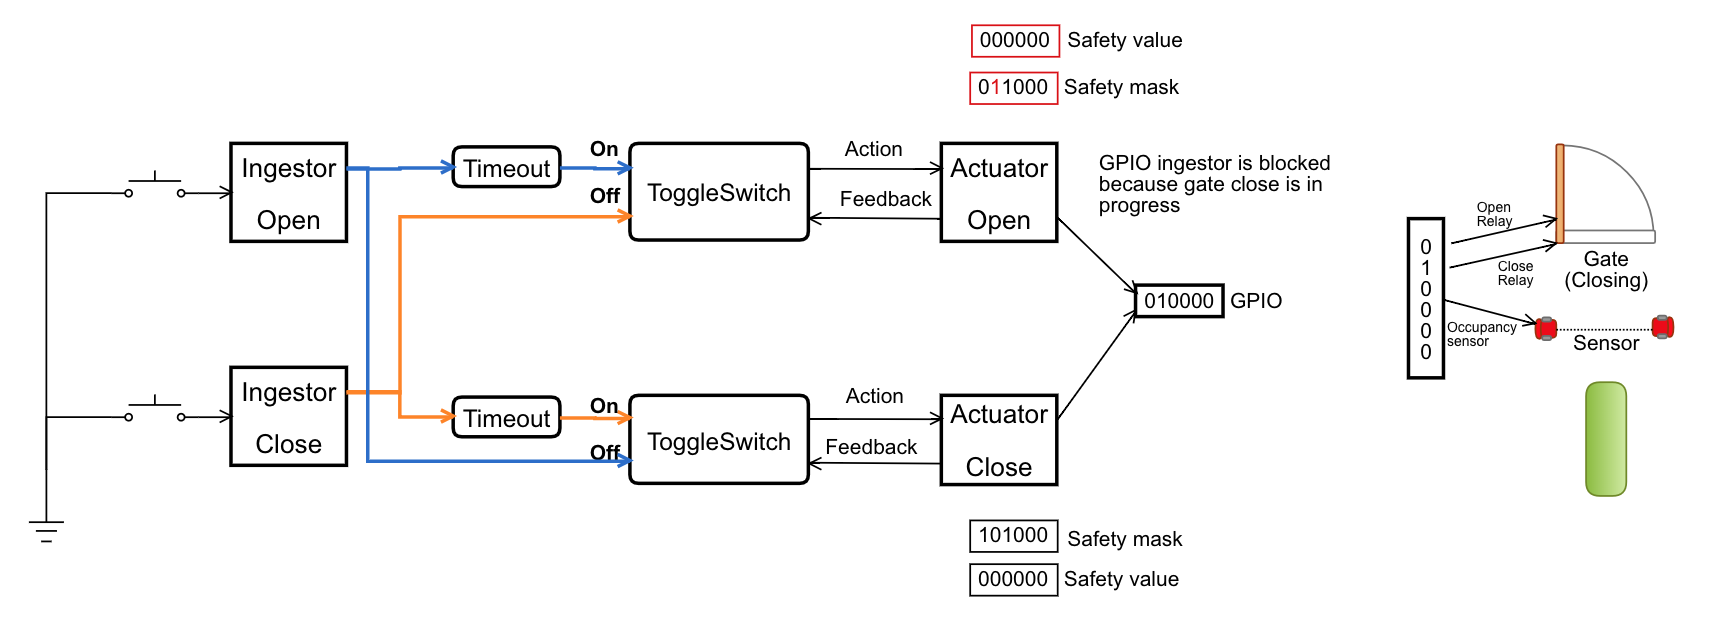 000000 Safety value
011000 Safety mask
Ingestor
Open
Timeout
On
Off
ToggleSwitch
Action
Feedback
Actuator
Open
GPIO ingestor is blocked
because gate close is in
progress
010000 GPIO
Ingestor
Close
Timeout
On
Off
ToggleSwitch
Action
Feedback
Actuator
Close
101000 Safety mask
000000 Safety value
0
1
0
0
0
0
Open
Relay
Close
Relay
Occupancy
sensor
Gate
(Closing)
Sensor